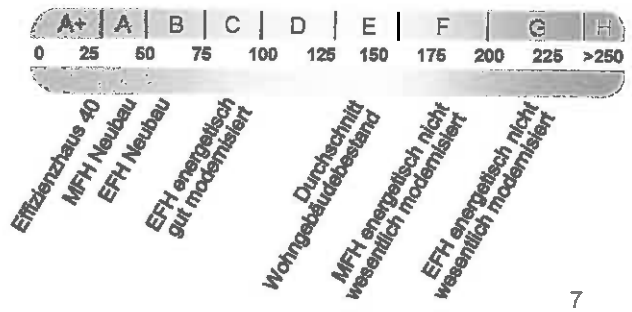 A+ A B C D E F G H
0 25 50 75 100 125 150 175 200 225 >250
Effizienzhaus 40
MFH Neubau
EFH Neubau
EFH energetisch
gut modernisiert
Durchschnitt
Wohngebäudebestand
MFH energetisch nicht
wesentlich modernisiert
EFH energetisch nicht
wesentlich modernisiert
7